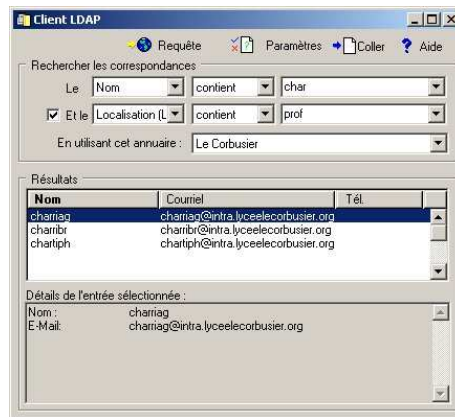 Client LDAP
Requête Paramètres Coller Aide
Rechercher les correspondances
Le Nom contient char
Et le Localisation (L contient prof
En utilisant cet annuaire : Le Corbusier
Résultats
Nom Courriel Tél.
charriag charriag@intra.lyceelecorbusier.org
charribr charribr@intra.lyceelecorbusier.org
chartiph chartiph@intra.lyceelecorbusier.org
Détails de l'entrée sélectionnée :
Nom : charriag
E-Mail: charriag@intra.lyceelecorbusier.org